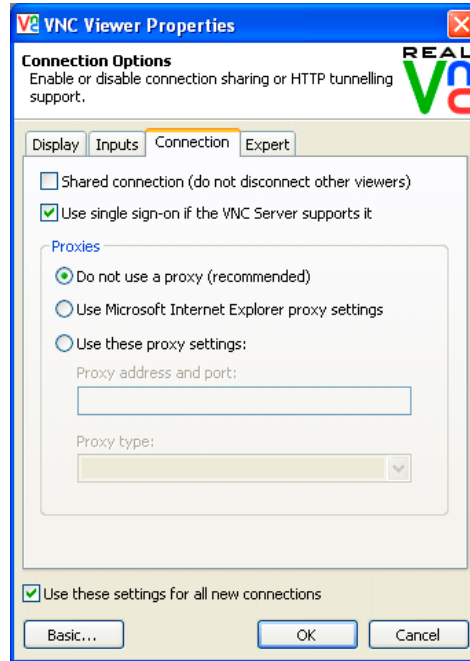 VNC Viewer Properties
Connection Options
Enable or disable connection sharing or HTTP tunnelling
support.
REAL
VNC
Display Inputs Connection Expert
Shared connection (do not disconnect other viewers)
Use single sign-on if the VNC Server supports it
Proxies
Do not use a proxy (recommended)
Use Microsoft Internet Explorer proxy settings
Use these proxy settings:
Proxy address and port:
Proxy type:
Use these settings for all new connections
Basic... OK Cancel